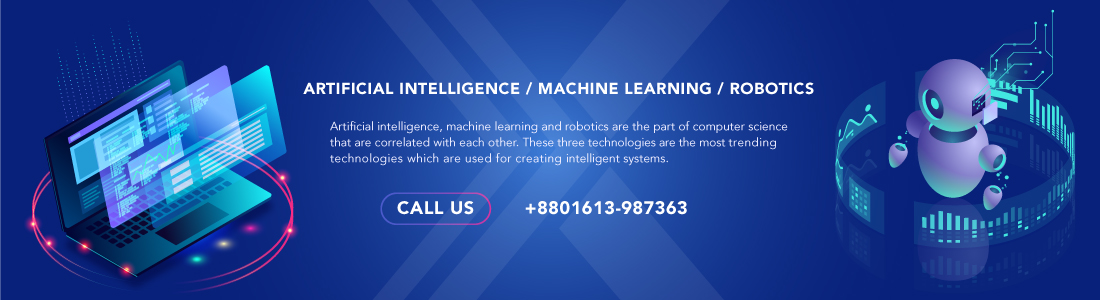 ARTIFICIAL INTELLIGENCE / MACHINE LEARNING / ROBOTICS
Artificial intelligence, machine learning and robotics are the part of computer science
that are correlated with each other. These three technologies are the most trending
technologies which are used for creating intelligent systems.
CALL US
+8801613-987363